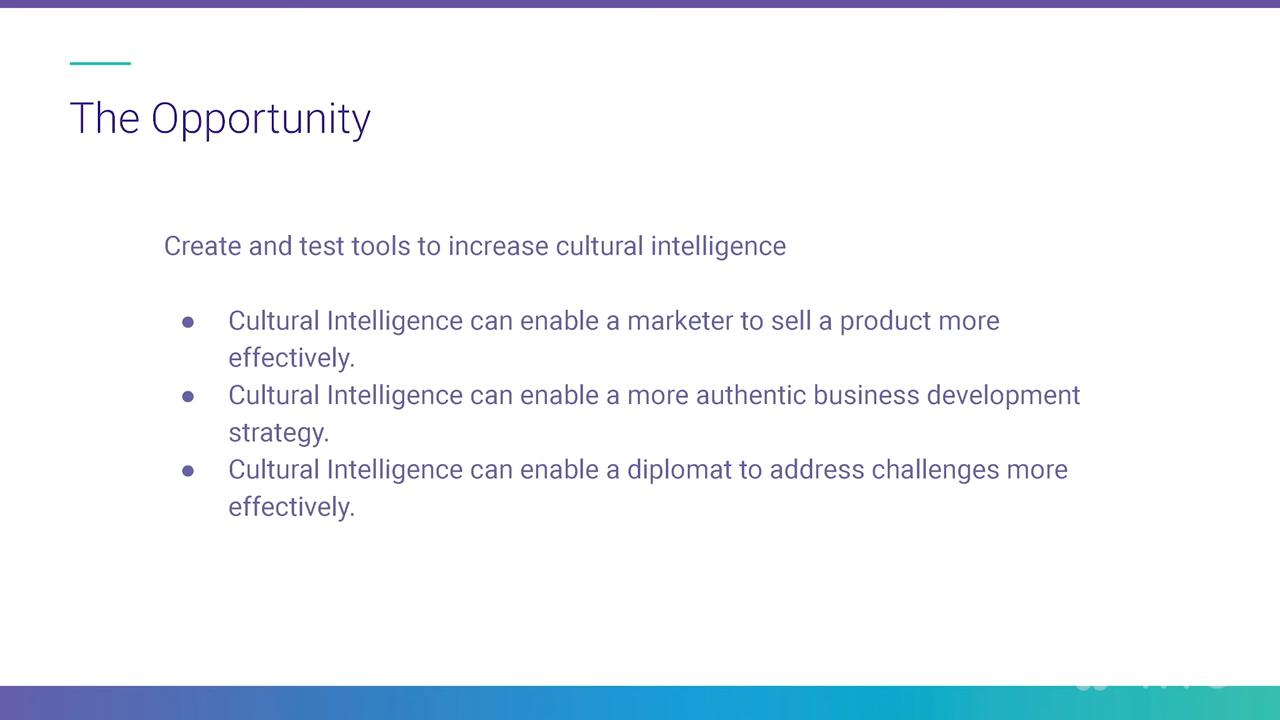 The Opportunity
Create and test tools to increase cultural intelligence
● Cultural Intelligence can enable a marketer to sell a product more
effectively.
● Cultural Intelligence can enable a more authentic business development
strategy.
● Cultural Intelligence can enable a diplomat to address challenges more
effectively.